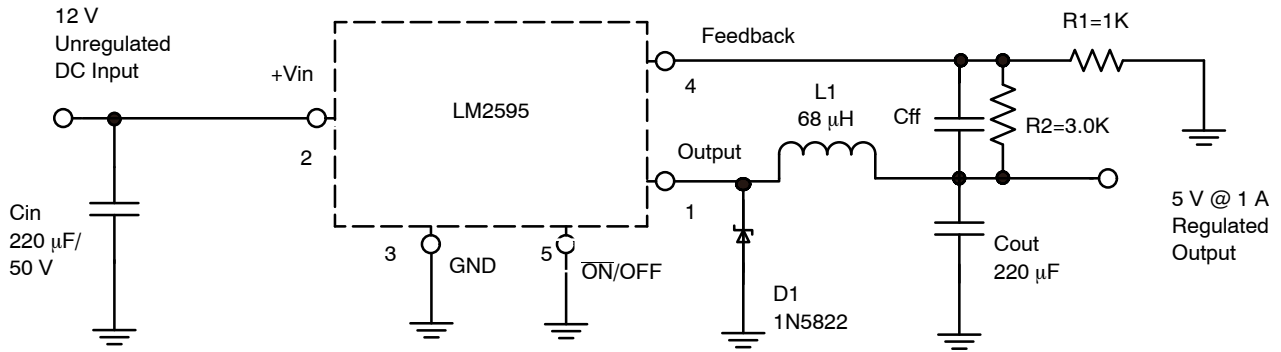 12 V
Unregulated
DC Input
+Vin
2
Cin
220 μF/
50 V
LM2595
3
GND
5
ON/OFF
Feedback
4
Output
1
L1
68 μH
D1
1N5822
Cff
R1=1K
R2=3.0K
Cout
220 μF
5 V @ 1 A
Regulated
Output